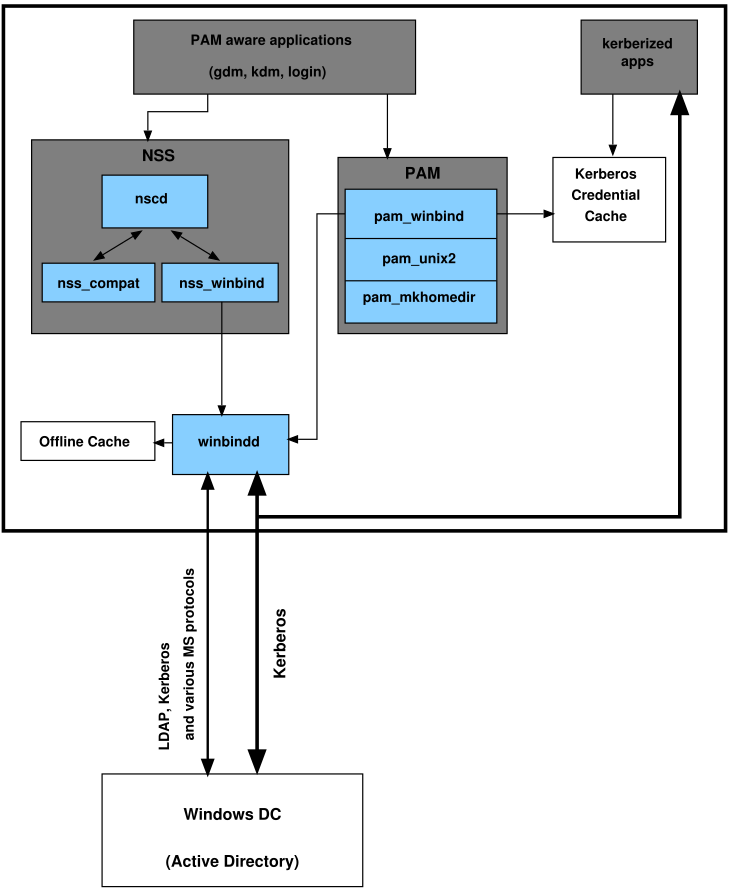 PAM aware applications
(gdm, kdm, login)
kerberized
apps
NSS
nscd
nss_compat
nss_winbind
PAM
pam_winbind
pam_unix2
pam_mkhomedir
Kerberos
Credential
Cache
Offline Cache
winbindd
LDAP, Kerberos
and various MS protocols
Kerberos
Windows DC
(Active Directory)